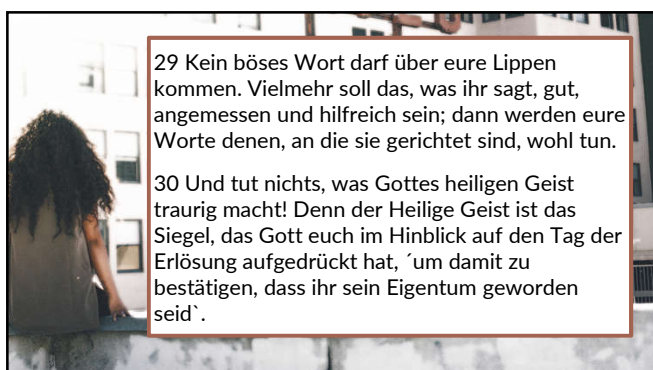 29 Kein böses Wort darf über eure Lippen
kommen. Vielmehr soll das, was ihr sagt, gut,
angemessen und hilfreich sein; dann werden eure
Worte denen, an die sie gerichtet sind, wohl tun.
30 Und tut nichts, was Gottes heiligen Geist
traurig macht! Denn der Heilige Geist ist das
Siegel, das Gott euch im Hinblick auf den Tag der
Erlösung aufgedrückt hat, ´um damit zu
bestätigen, dass ihr sein Eigentum geworden
seid`.